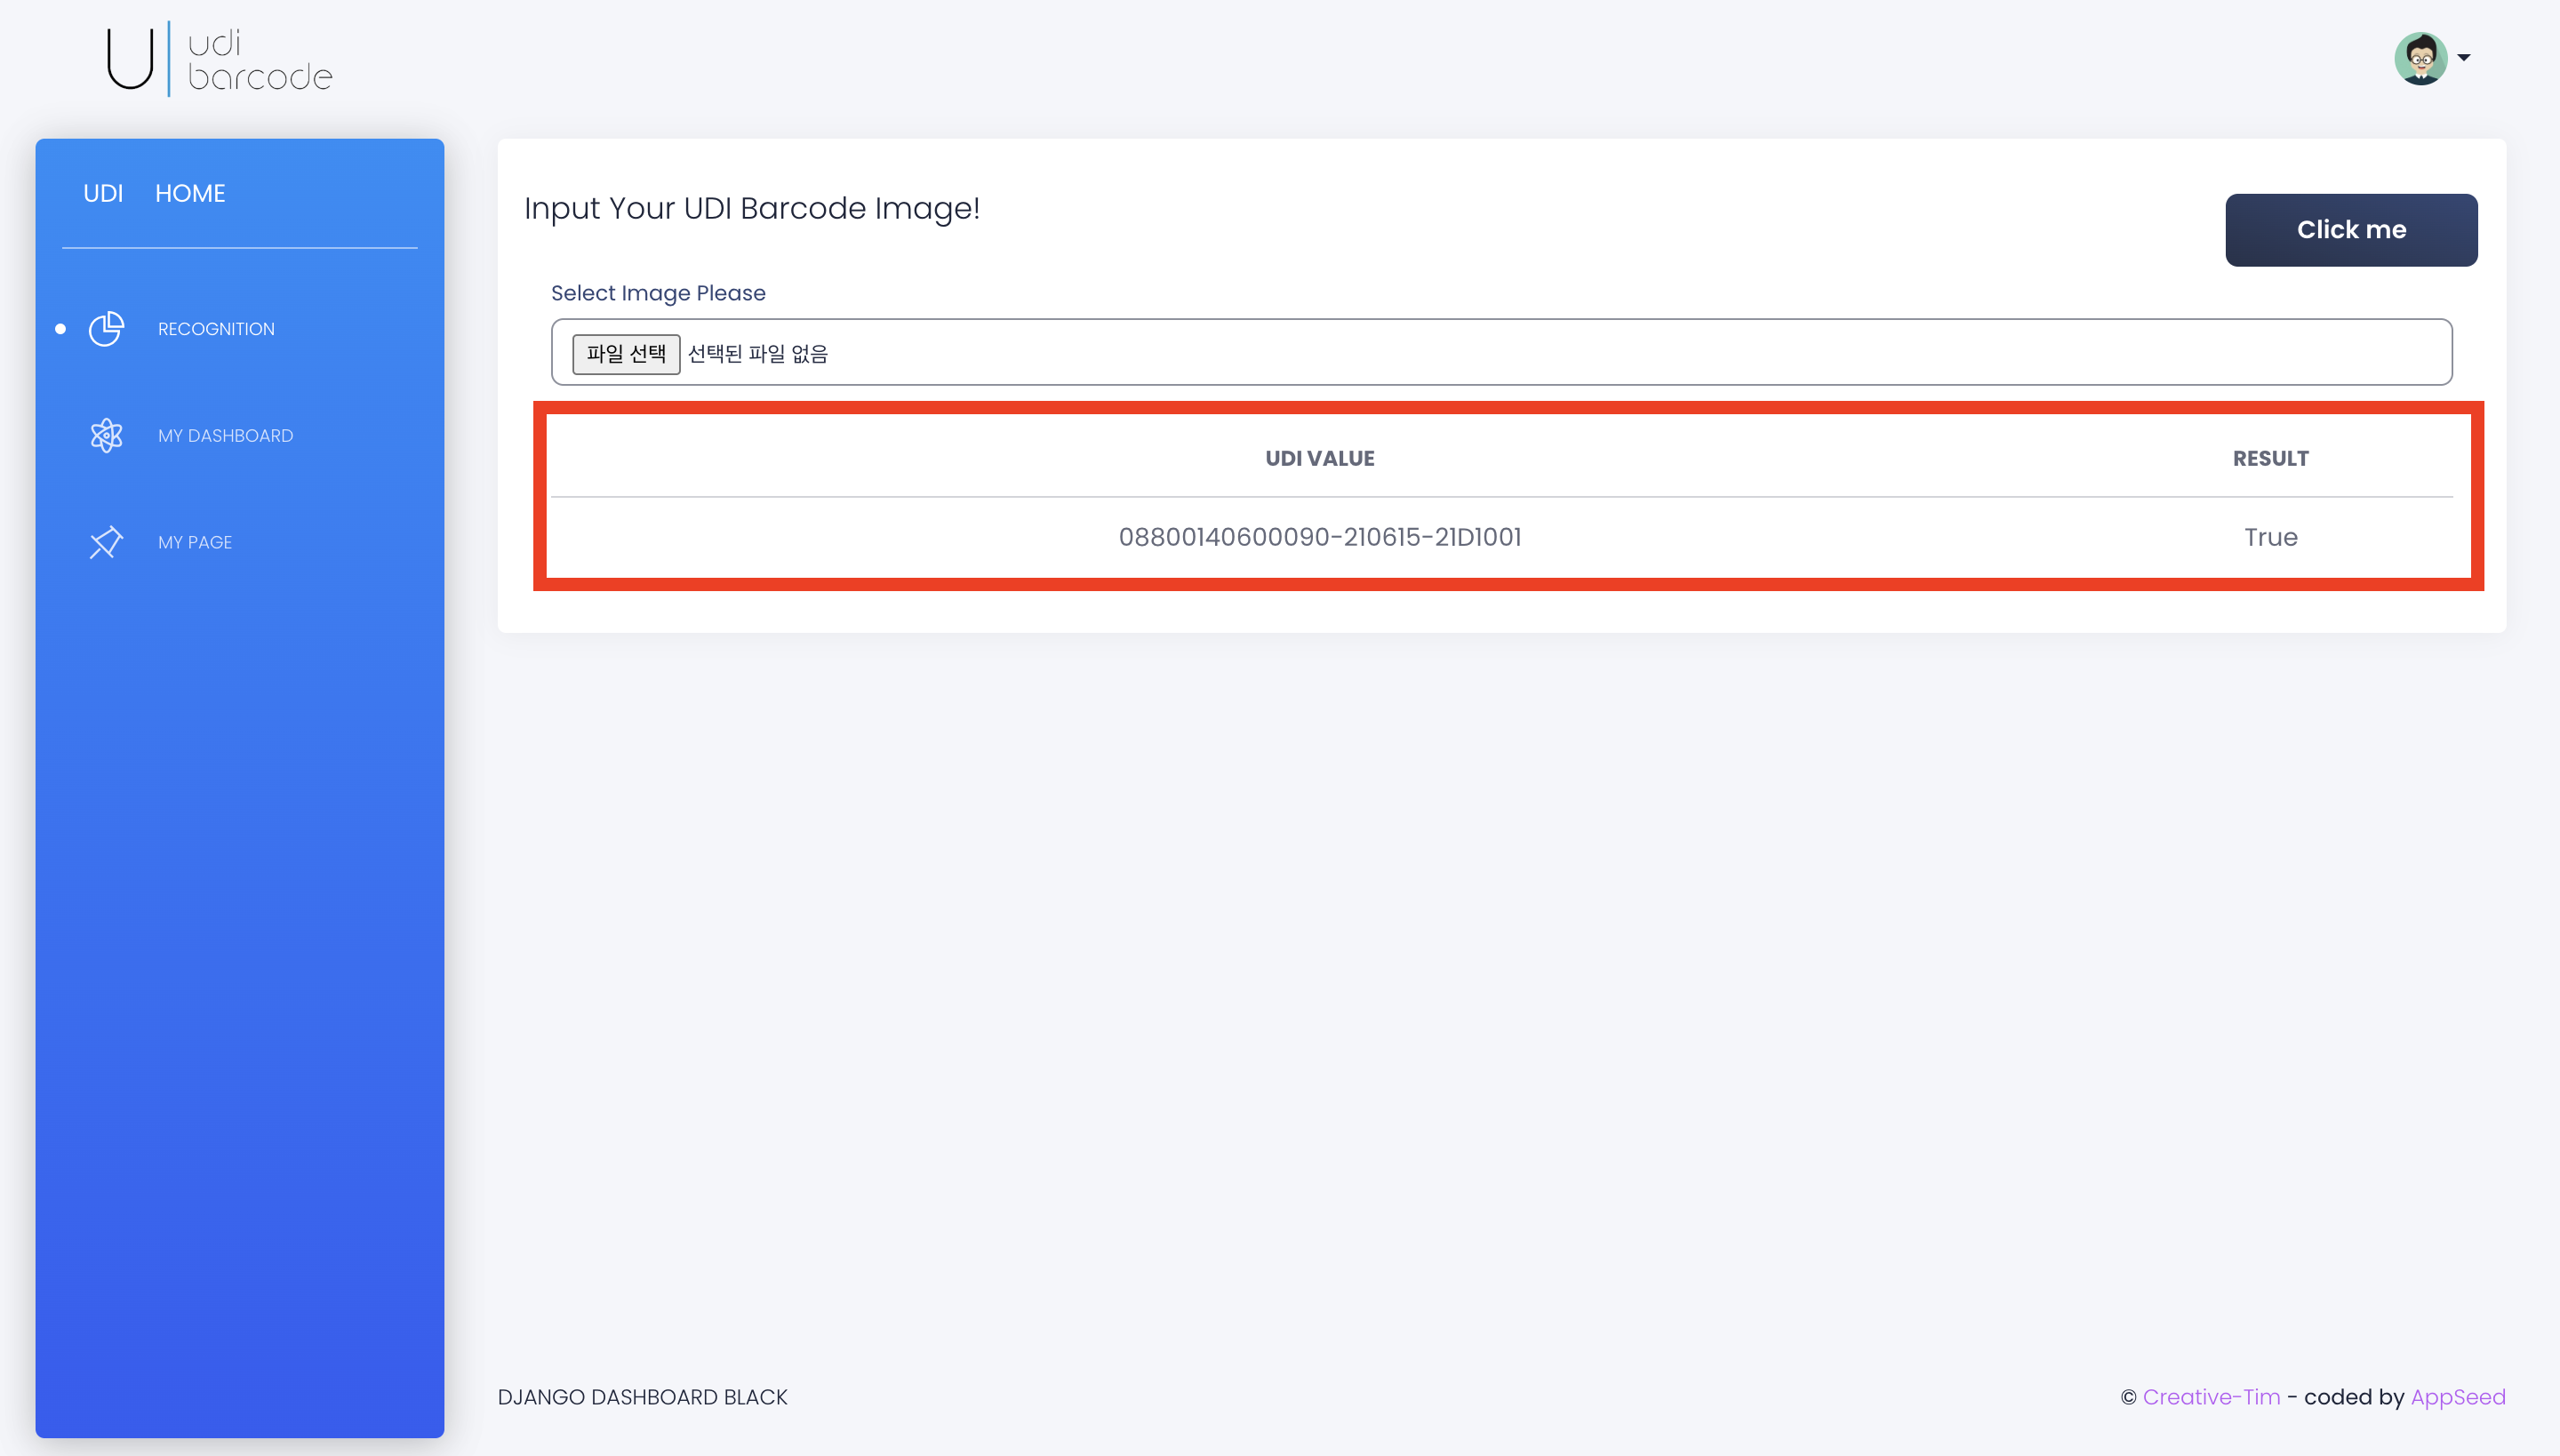 U
udi
barcode
UDI HOME
RECOGNITION
MY DASHBOARD
MY PAGE
Input Your UDI Barcode Image!
Click me
Select Image Please
파일 선택 선택된 파일 없음
UDI VALUE RESULT
08800140600090-210615-21D1001 True
DJANGO DASHBOARD BLACK
© Creative-Tim - coded by AppSeed